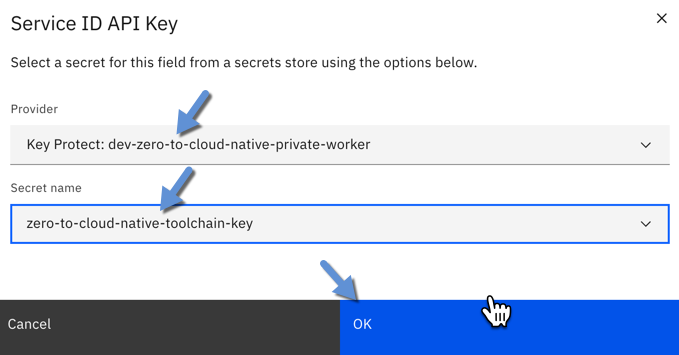 Service ID API Key
Select a secret for this field from a secrets store using the options below.
Provider
Key Protect: dev-zero-to-cloud-native-private-worker
Secret name
zero-to-cloud-native-toolchain-key
Cancel
OK